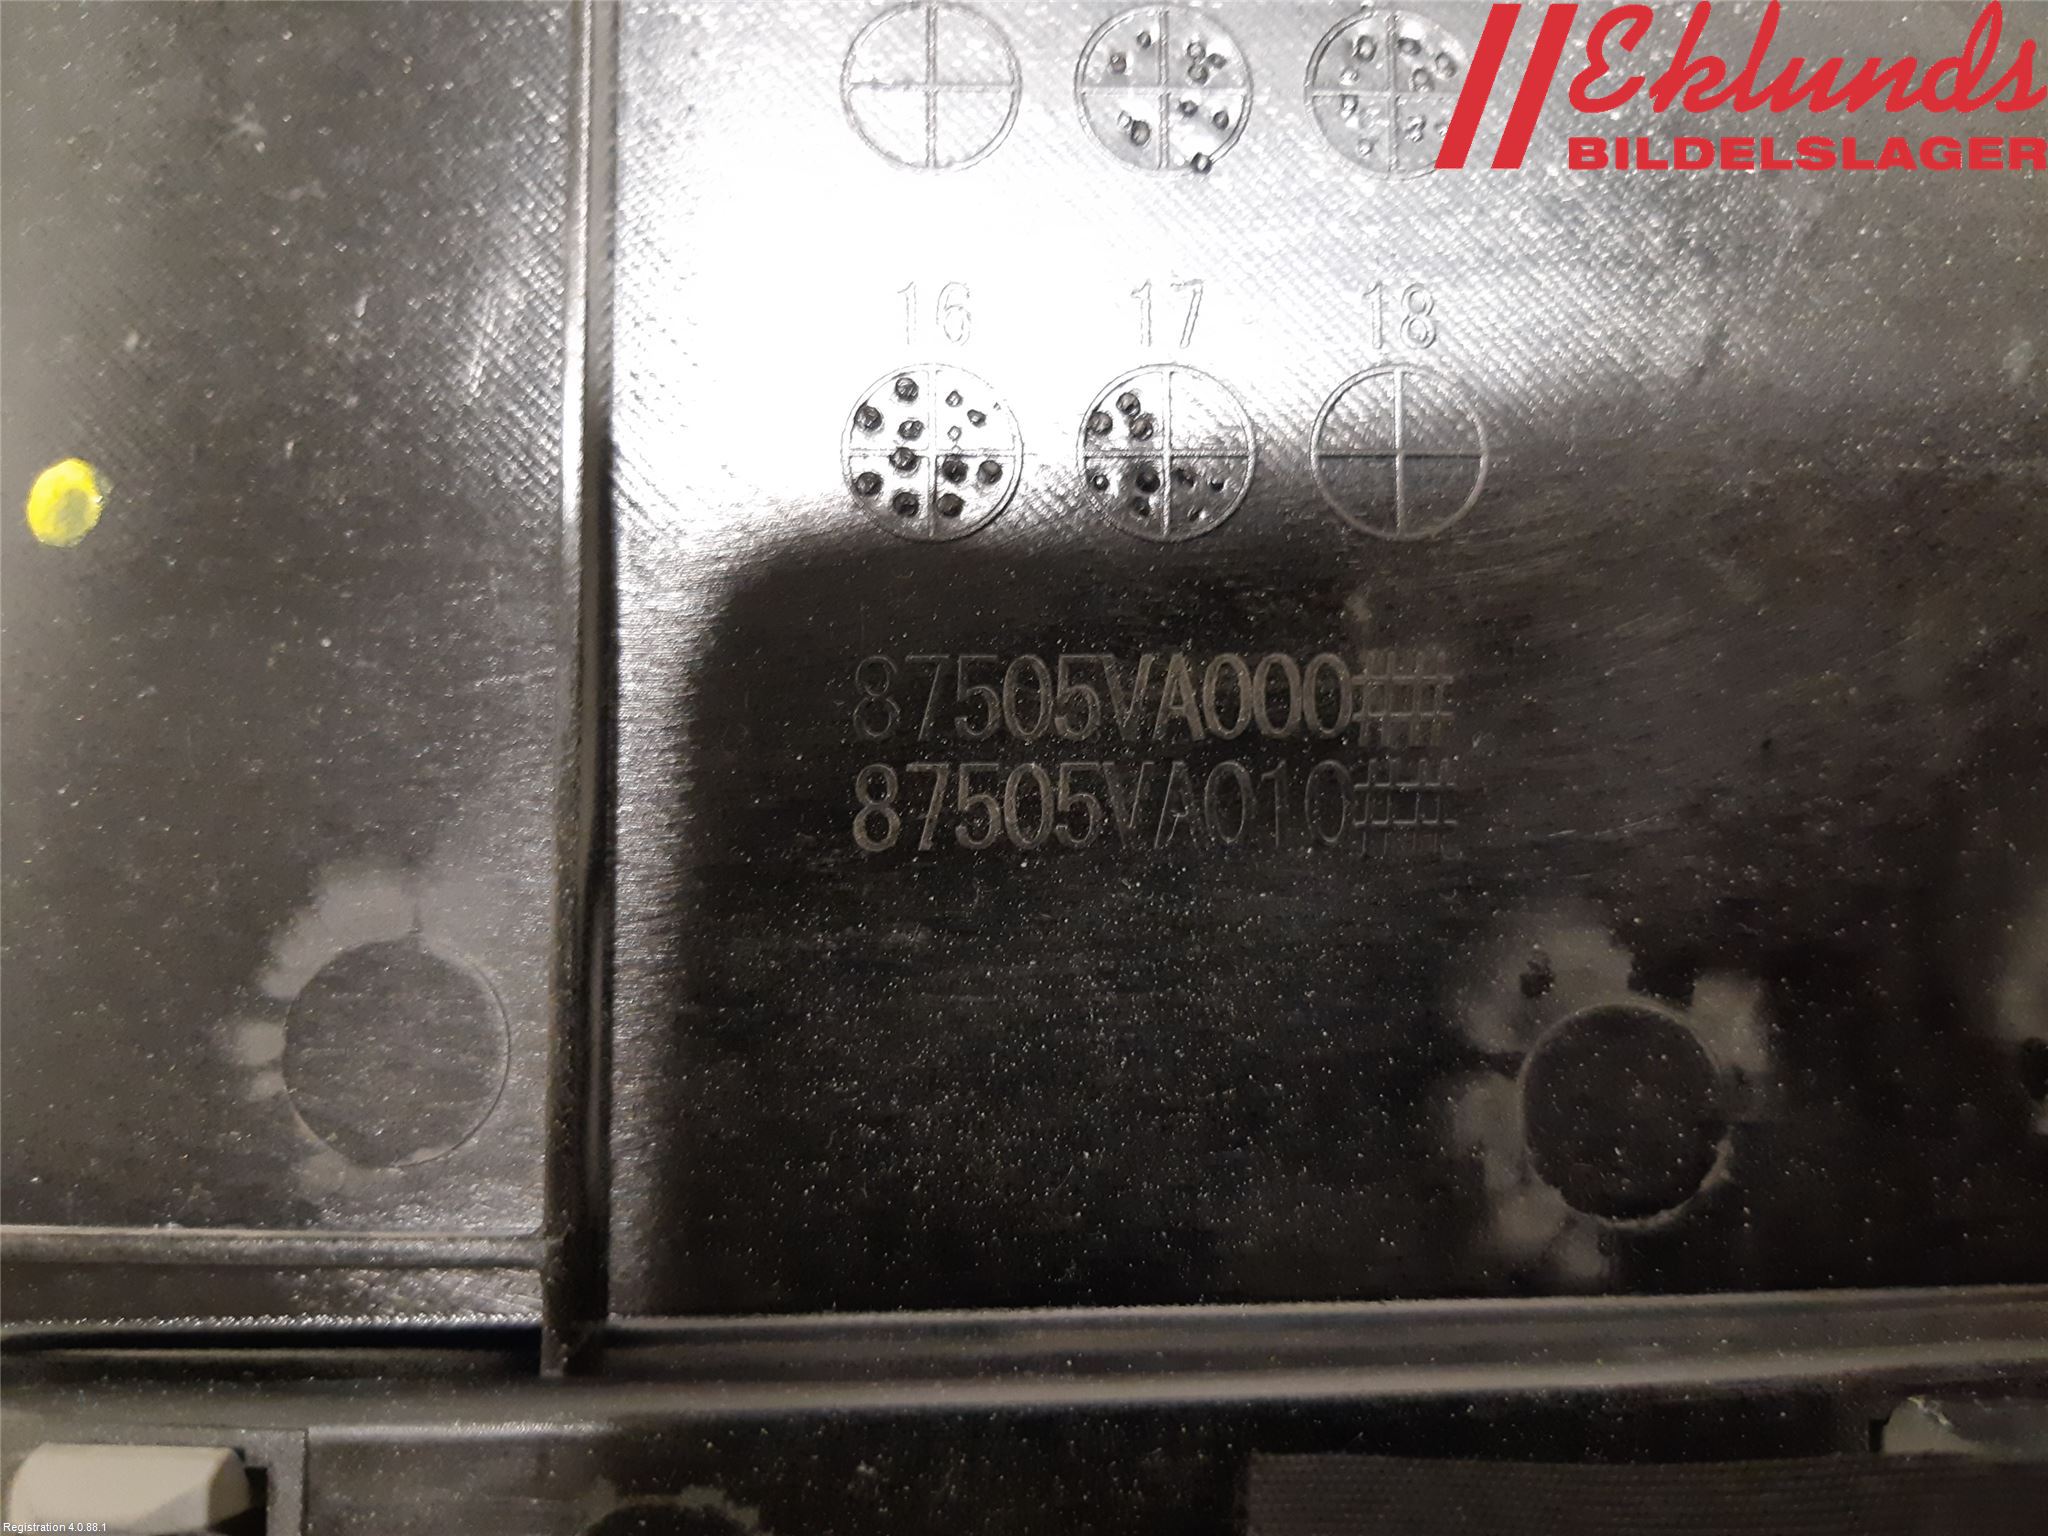 Eklunds
BILDELSLAGER
16 17 18
87505VA000###
87505VA010###
Registration 4.0.88.1